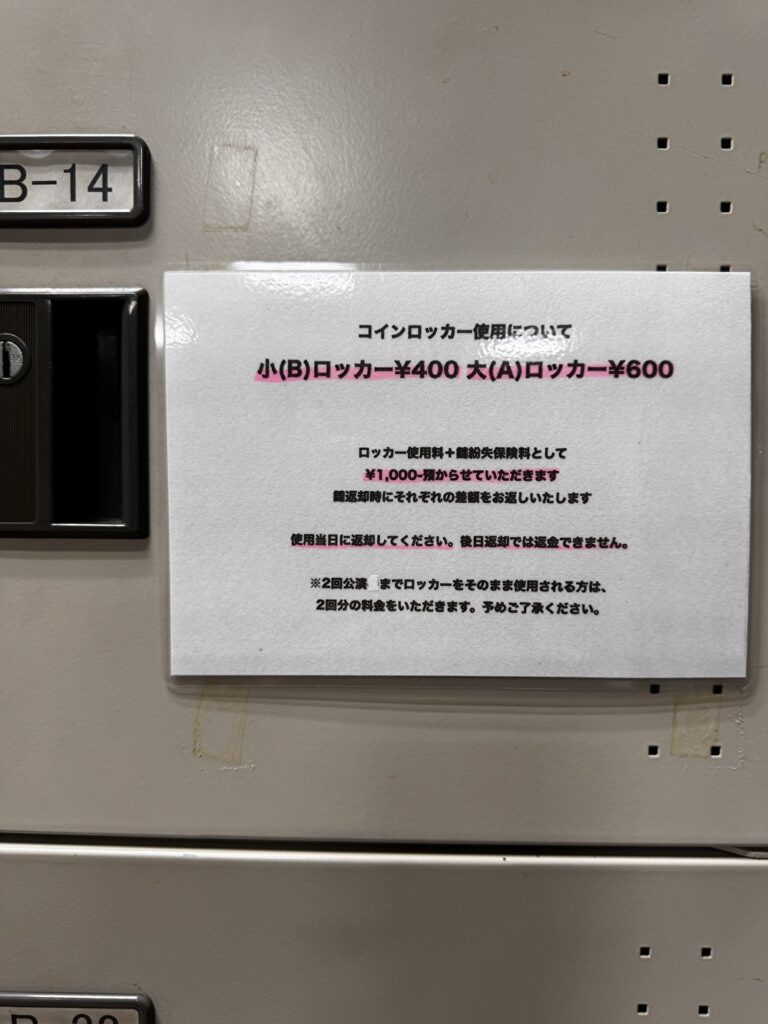 B-14
コインロッカー使用について
小(B)ロッカー¥400 大(A)ロッカー¥600
ロッカー使用料+鍵紛失保険料として
¥1,000-預からせていただきます
鍵返却時にそれぞれの差額をお返しいたします
使用当日に返却してください。後日返却では返金できません。
※2回公演 までロッカーをそのまま使用される方は、
2回分の料金をいただきます。予めご了承ください。